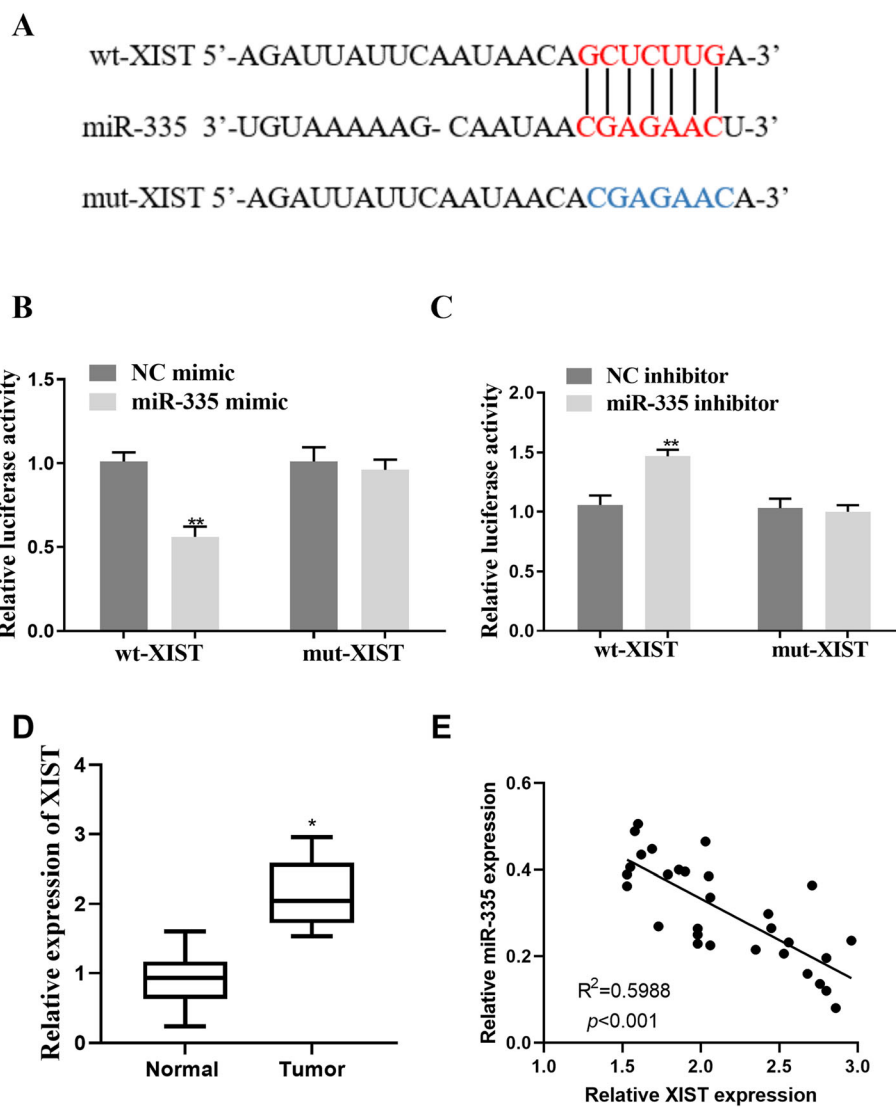 A
wt-XIST 5’-AGAUUAUUCAAUAACAGCUCUUGA-3’
miR-335 3’-UGUAAAAAG- CAAUAACGAGAACU-3’
mut-XIST 5’-AGAUUAUUCAAUAACACGAGAACA-3’
B
NC mimic
miR-335 mimic
Relative luciferase activity
1.5
1.0
0.5
0.0
**
wt-XIST
mut-XIST
C
NC inhibitor
miR-335 inhibitor
Relative luciferase activity
2.0
1.5
1.0
0.5
0.0
**
wt-XIST
mut-XIST
D
Relative expression of XIST
4
3
2
1
0
*
Normal
Tumor
E
Relative miR-335 expression
0.6
0.4
0.2
0.0
R²=0.5988
p<0.001
1.0
1.5
2.0
2.5
3.0
Relative XIST expression